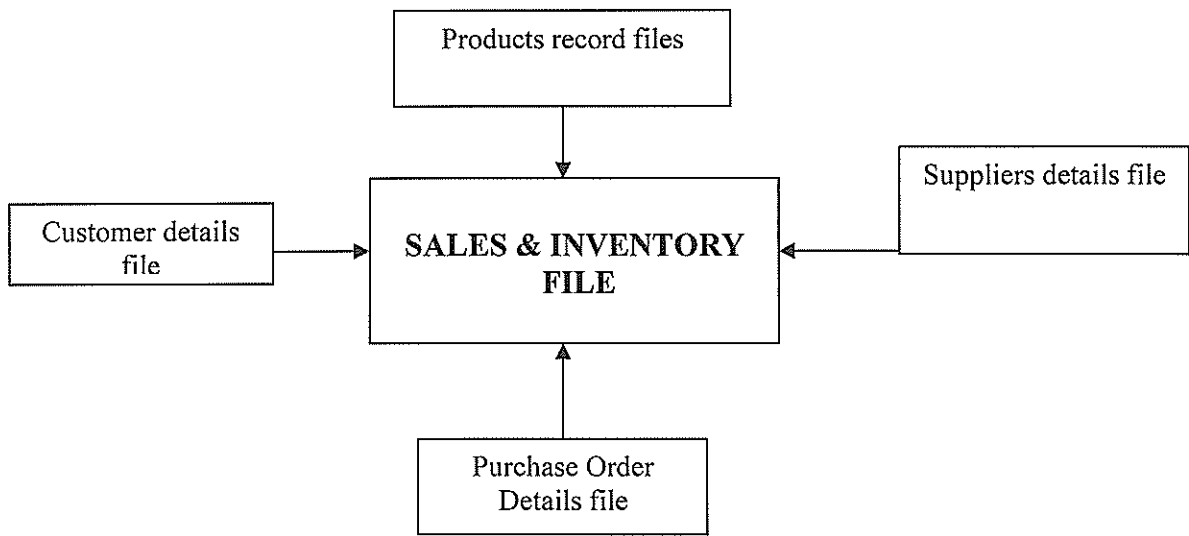 Products record files
Suppliers details file
Customer details
file
SALES & INVENTORY
FILE
Purchase Order
Details file